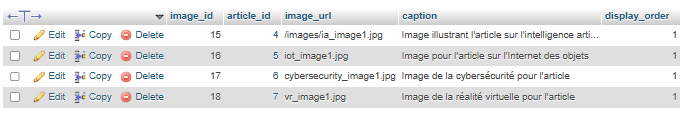 ←T→ image_id article_id image_url caption display_order
Edit Copy Delete 15 4 /images/ia_image1.jpg Image illustrant l'article sur l'intelligence arti... 1
Edit Copy Delete 16 5 iot_image1.jpg Image pour l'article sur l'Internet des objets 1
Edit Copy Delete 17 6 cybersecurity_image1.jpg Image de la cybersécurité pour l'article 1
Edit Copy Delete 18 7 vr_image1.jpg Image de la réalité virtuelle pour l'article 1